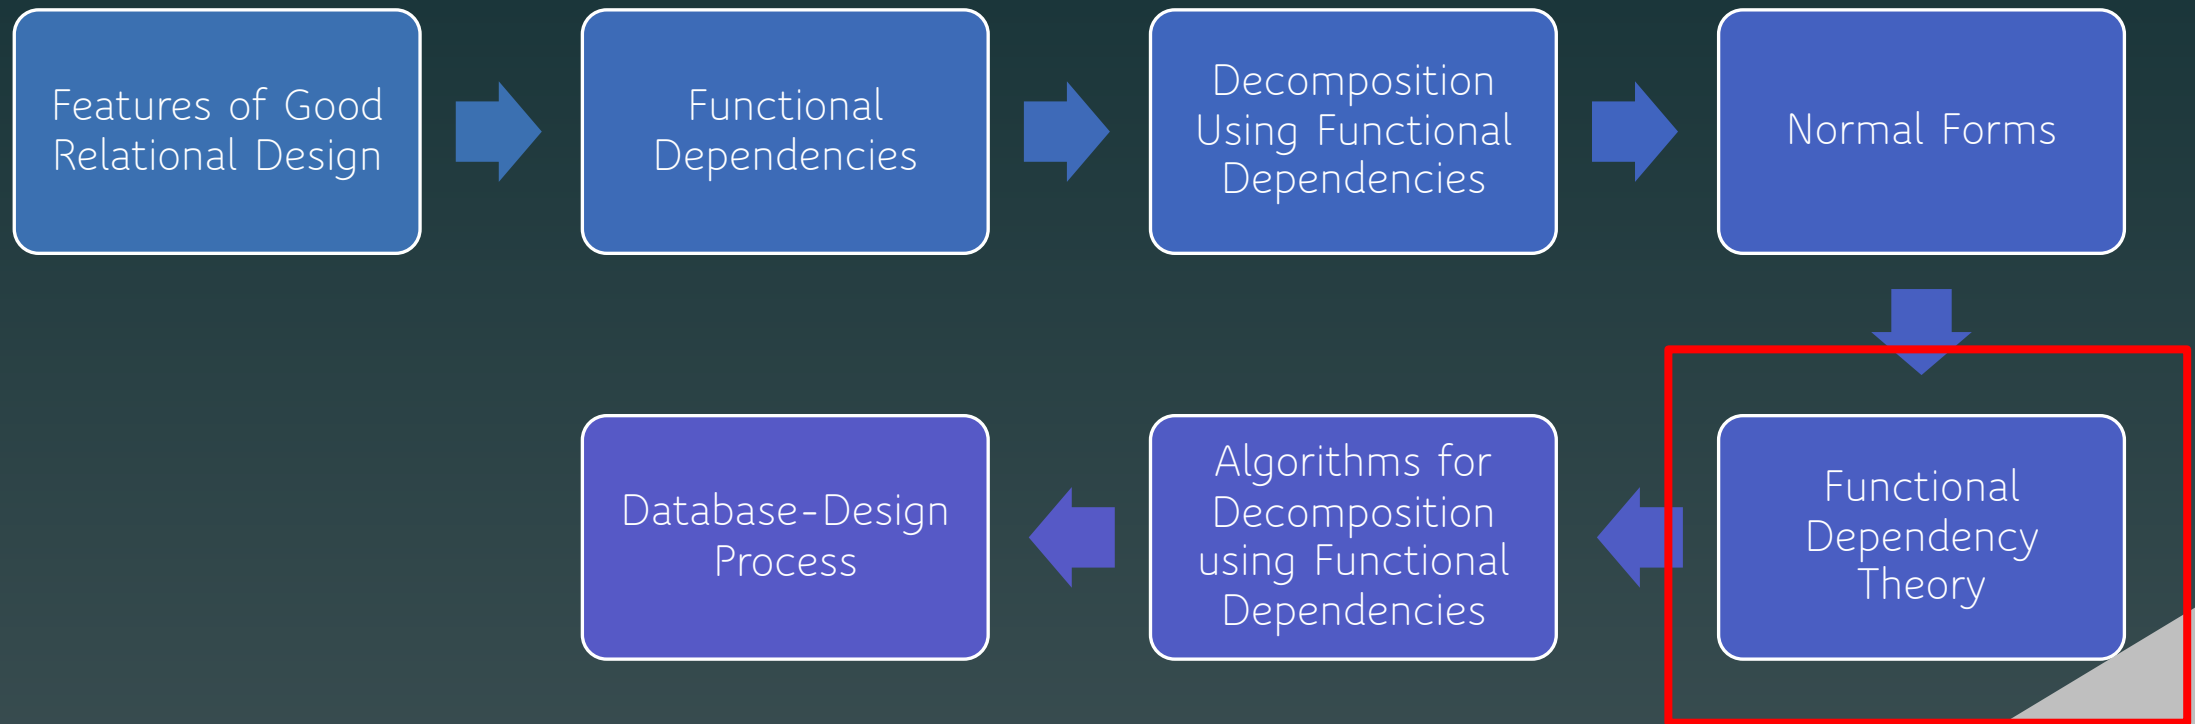 Features of Good
Relational Design
Functional
Dependencies
Decomposition
Using Functional
Dependencies
Normal Forms
Functional
Dependency
Theory
Algorithms for
Decomposition
using Functional
Dependencies
Database-Design
Process